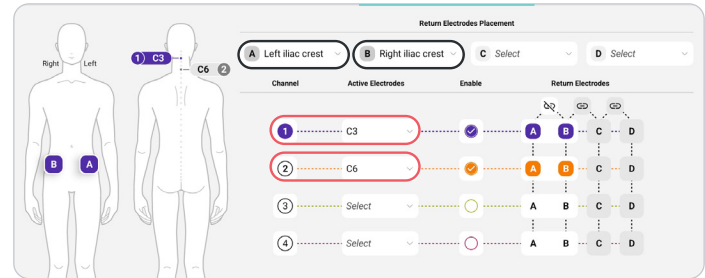 Return Electrodes Placement
A Left iliac crest B Right iliac crest C Select D Select
Right Left
1 C3
C6 2
B A
Channel Active Electrodes Enable Return Electrodes
1 C3 A B C D
2 C6 A B C D
3 Select A B C D
4 Select A B C D